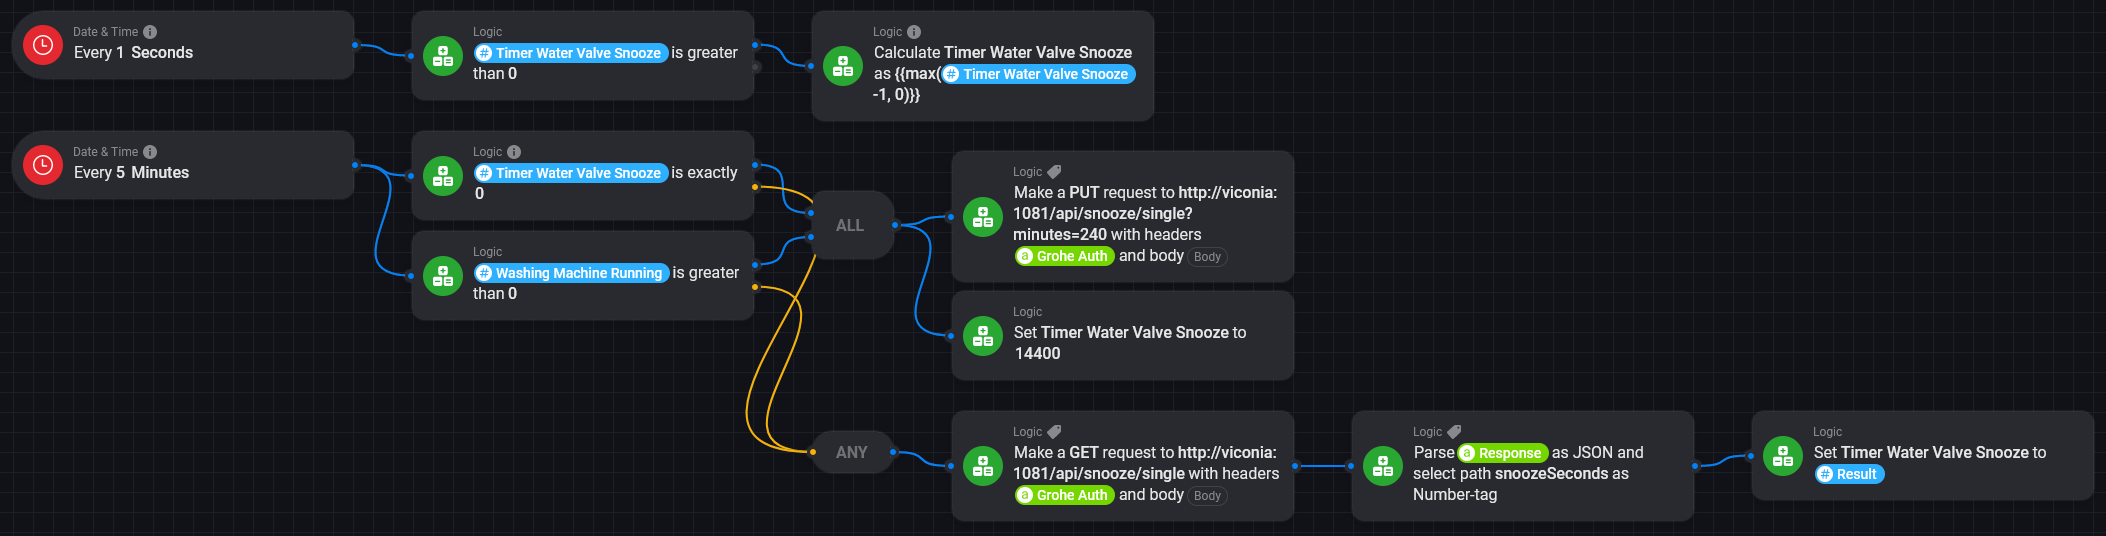 Date & Time
Every 1 Seconds
Logic
# Timer Water Valve Snooze is greater
than 0
Logic
Calculate Timer Water Valve Snooze
as {{max( # Timer Water Valve Snooze
-1, 0)}}
Date & Time
Every 5 Minutes
Logic
# Timer Water Valve Snooze is exactly
0
Logic
# Washing Machine Running is greater
than 0
ALL
Logic
Make a PUT request to http://viconia:
1081/api/snooze/single?
minutes=240 with headers
a Grohe Auth and body Body
Logic
Set Timer Water Valve Snooze to
14400
ANY
Logic
Make a GET request to http://viconia:
1081/api/snooze/single with headers
a Grohe Auth and body Body
Logic
Parse a Response as JSON and
select path snoozeSeconds as
Number-tag
Logic
Set Timer Water Valve Snooze to
# Result